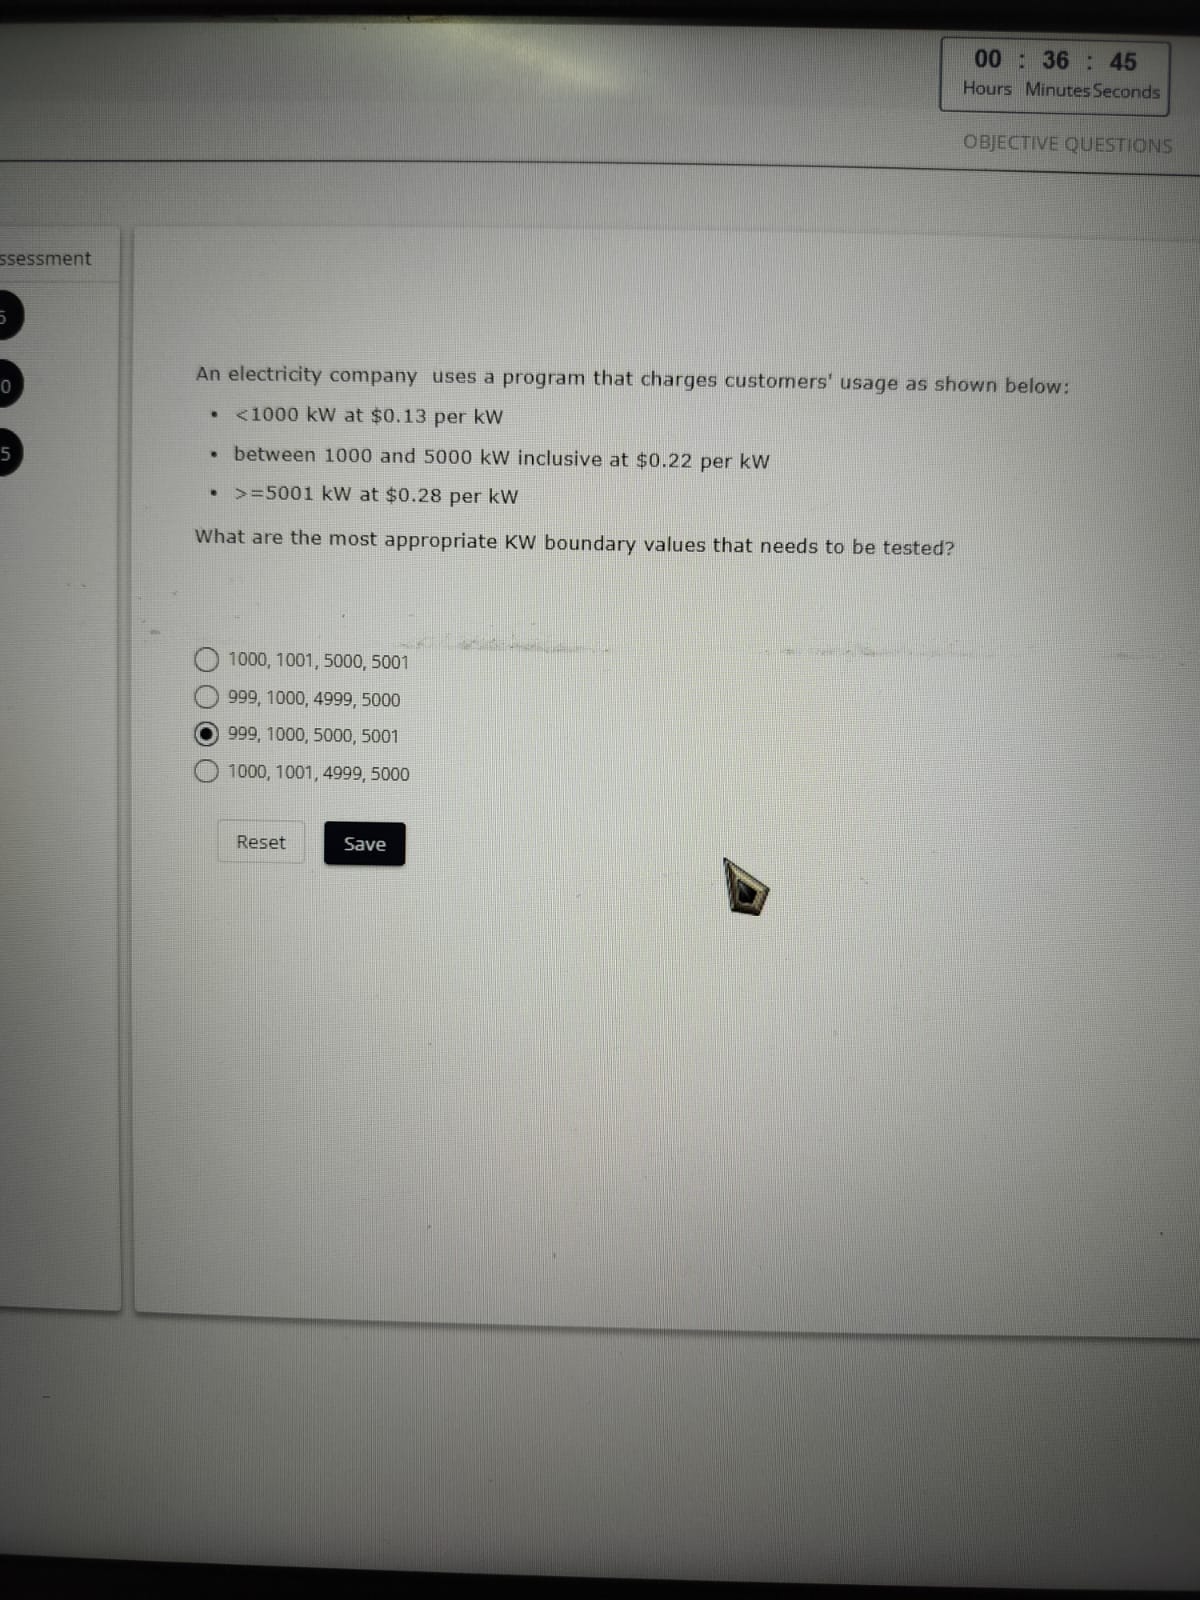 00 : 36 : 45
Hours Minutes Seconds
OBJECTIVE QUESTIONS
ssessment
5
0
5
An electricity company uses a program that charges customers' usage as shown below:
• <1000 kW at $0.13 per kW
• between 1000 and 5000 kW inclusive at $0.22 per kW
• >=5001 kW at $0.28 per kW
What are the most appropriate KW boundary values that needs to be tested?
1000, 1001, 5000, 5001
999, 1000, 4999, 5000
999, 1000, 5000, 5001
1000, 1001, 4999, 5000
Reset Save